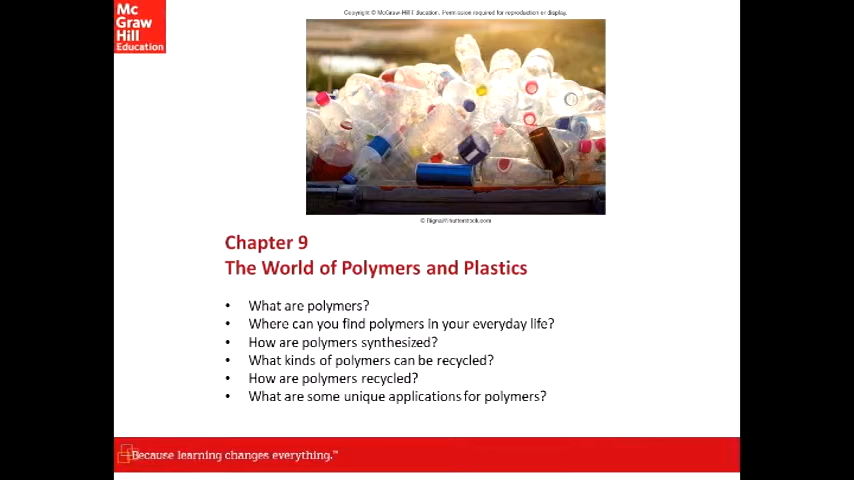 Mc
Graw
Hill
Education
Copyright © McGraw-Hill Education. Permission required for reproduction or display.
Chapter 9
The World of Polymers and Plastics
• What are polymers?
• Where can you find polymers in your everyday life?
• How are polymers synthesized?
• What kinds of polymers can be recycled?
• How are polymers recycled?
• What are some unique applications for polymers?
Because learning changes everything.™